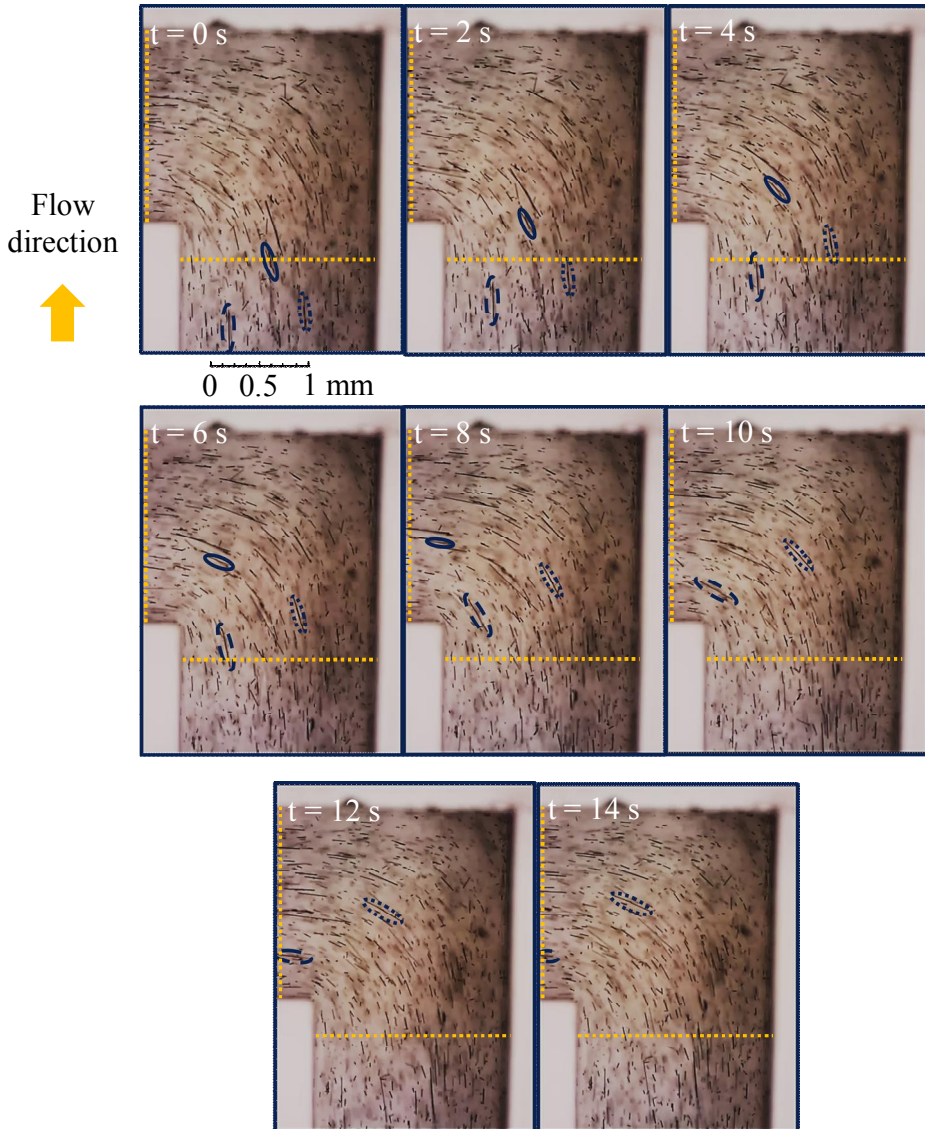 t = 0 s
t = 2 s
t = 4 s
Flow
direction
0 0.5 1 mm
t = 6 s
t = 8 s
t = 10 s
t = 12 s
t = 14 s